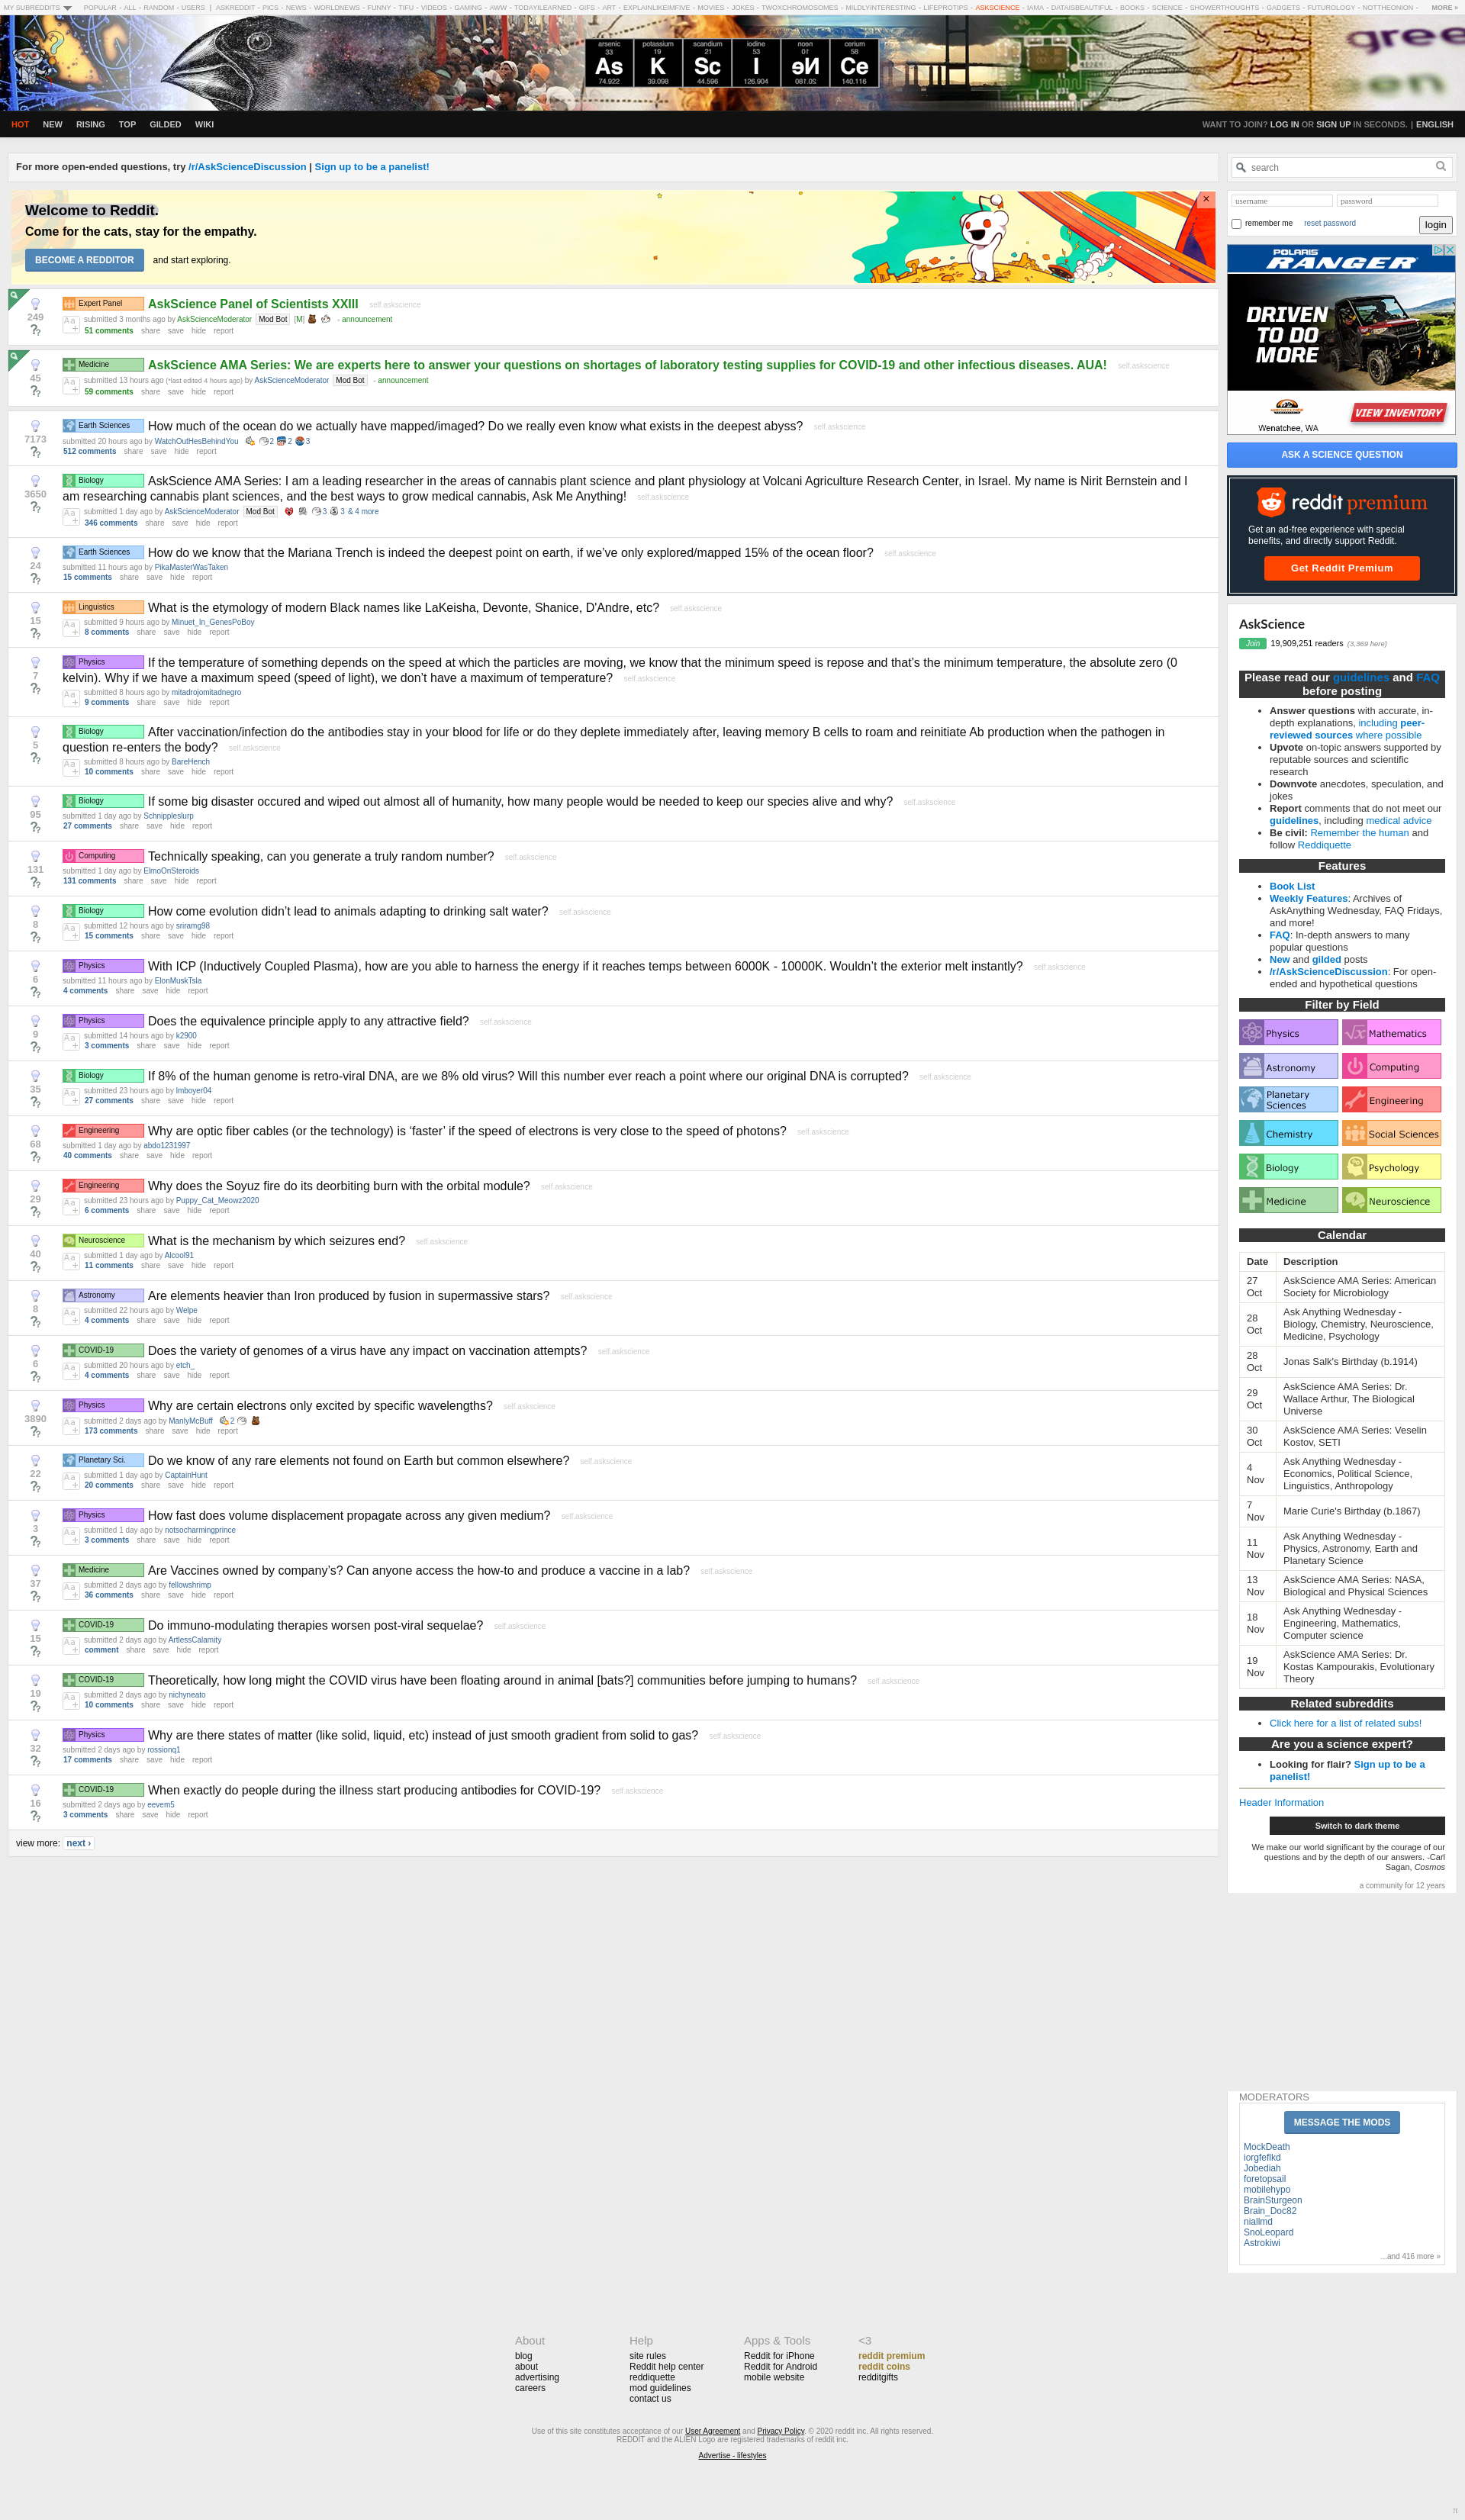 MY SUBREDDITS POPULAR - ALL - RANDOM - USERS | ASKREDDIT - PICS - NEWS - WORLDNEWS - FUNNY - TIFU - VIDEOS - GAMING - AWW - TODAYILEARNED - GIFS - ART - EXPLAINLIKEIMFIVE - MOVIES - JOKES - TWOXCHROMOSOMES - MILDLYINTERESTING - LIFEPROTIPS - ASKSCIENCE - IAMA - DATAISBEAUTIFUL - BOOKS - SCIENCE - SHOWERTHOUGHTS - GADGETS - FUTUROLOGY - NOTTHEONION - MORE »
arsenic potassium scandium iodine neon cerium
33 19 21 53 10 58
As K Sc I Ne Ce
74.922 39.098 44.596 126.904 20.180 140.116
HOT NEW RISING TOP GILDED WIKI
WANT TO JOIN? LOG IN OR SIGN UP IN SECONDS. | ENGLISH
For more open-ended questions, try /r/AskScienceDiscussion | Sign up to be a panelist!
Welcome to Reddit.
Come for the cats, stay for the empathy.
BECOME A REDDITOR and start exploring.
249
Expert Panel AskScience Panel of Scientists XXIII self.askscience
submitted 3 months ago by AskScienceModerator Mod Bot [M] - announcement
51 comments share save hide report
45
Medicine AskScience AMA Series: We are experts here to answer your questions on shortages of laboratory testing supplies for COVID-19 and other infectious diseases. AUA! self.askscience
submitted 13 hours ago (*last edited 4 hours ago) by AskScienceModerator Mod Bot - announcement
59 comments share save hide report
7173
Earth Sciences How much of the ocean do we actually have mapped/imaged? Do we really even know what exists in the deepest abyss? self.askscience
submitted 20 hours ago by WatchOutHesBehindYou 2 2 3
512 comments share save hide report
3650
Biology AskScience AMA Series: I am a leading researcher in the areas of cannabis plant science and plant physiology at Volcani Agriculture Research Center, in Israel. My name is Nirit Bernstein and I
am researching cannabis plant sciences, and the best ways to grow medical cannabis, Ask Me Anything! self.askscience
submitted 1 day ago by AskScienceModerator Mod Bot 3 3 & 4 more
346 comments share save hide report
24
Earth Sciences How do we know that the Mariana Trench is indeed the deepest point on earth, if we’ve only explored/mapped 15% of the ocean floor? self.askscience
submitted 11 hours ago by PikaMasterWasTaken
15 comments share save hide report
15
Linguistics What is the etymology of modern Black names like LaKeisha, Devonte, Shanice, D'Andre, etc? self.askscience
submitted 9 hours ago by Minuet_In_GenesPoBoy
8 comments share save hide report
7
Physics If the temperature of something depends on the speed at which the particles are moving, we know that the minimum speed is repose and that’s the minimum temperature, the absolute zero (0
kelvin). Why if we have a maximum speed (speed of light), we don’t have a maximum of temperature? self.askscience
submitted 8 hours ago by mitadrojomitadnegro
9 comments share save hide report
5
Biology After vaccination/infection do the antibodies stay in your blood for life or do they deplete immediately after, leaving memory B cells to roam and reinitiate Ab production when the pathogen in
question re-enters the body? self.askscience
submitted 8 hours ago by BareHench
10 comments share save hide report
95
Biology If some big disaster occured and wiped out almost all of humanity, how many people would be needed to keep our species alive and why? self.askscience
submitted 1 day ago by Schnippleslurp
27 comments share save hide report
131
Computing Technically speaking, can you generate a truly random number? self.askscience
submitted 1 day ago by ElmoOnSteroids
131 comments share save hide report
8
Biology How come evolution didn’t lead to animals adapting to drinking salt water? self.askscience
submitted 12 hours ago by sriramg98
15 comments share save hide report
6
Physics With ICP (Inductively Coupled Plasma), how are you able to harness the energy if it reaches temps between 6000K - 10000K. Wouldn’t the exterior melt instantly? self.askscience
submitted 11 hours ago by ElonMuskTsla
4 comments share save hide report
9
Physics Does the equivalence principle apply to any attractive field? self.askscience
submitted 14 hours ago by k2900
3 comments share save hide report
35
Biology If 8% of the human genome is retro-viral DNA, are we 8% old virus? Will this number ever reach a point where our original DNA is corrupted? self.askscience
submitted 23 hours ago by lmboyer04
27 comments share save hide report
68
Engineering Why are optic fiber cables (or the technology) is ‘faster’ if the speed of electrons is very close to the speed of photons? self.askscience
submitted 1 day ago by abdo1231997
40 comments share save hide report
29
Engineering Why does the Soyuz fire do its deorbiting burn with the orbital module? self.askscience
submitted 23 hours ago by Puppy_Cat_Meowz2020
6 comments share save hide report
40
Neuroscience What is the mechanism by which seizures end? self.askscience
submitted 1 day ago by Alcool91
11 comments share save hide report
8
Astronomy Are elements heavier than Iron produced by fusion in supermassive stars? self.askscience
submitted 22 hours ago by Welpe
4 comments share save hide report
6
COVID-19 Does the variety of genomes of a virus have any impact on vaccination attempts? self.askscience
submitted 20 hours ago by etch_
4 comments share save hide report
3890
Physics Why are certain electrons only excited by specific wavelengths? self.askscience
submitted 2 days ago by ManlyMcBuff 2
173 comments share save hide report
22
Planetary Sci. Do we know of any rare elements not found on Earth but common elsewhere? self.askscience
submitted 1 day ago by CaptainHunt
20 comments share save hide report
3
Physics How fast does volume displacement propagate across any given medium? self.askscience
submitted 1 day ago by notsocharmingprince
3 comments share save hide report
37
Medicine Are Vaccines owned by company’s? Can anyone access the how-to and produce a vaccine in a lab? self.askscience
submitted 2 days ago by fellowshrimp
36 comments share save hide report
15
COVID-19 Do immuno-modulating therapies worsen post-viral sequelae? self.askscience
submitted 2 days ago by ArtlessCalamity
comment share save hide report
19
COVID-19 Theoretically, how long might the COVID virus have been floating around in animal [bats?] communities before jumping to humans? self.askscience
submitted 2 days ago by nichyneato
10 comments share save hide report
32
Physics Why are there states of matter (like solid, liquid, etc) instead of just smooth gradient from solid to gas? self.askscience
submitted 2 days ago by rossionq1
17 comments share save hide report
16
COVID-19 When exactly do people during the illness start producing antibodies for COVID-19? self.askscience
submitted 2 days ago by eevem5
3 comments share save hide report
view more: next ›
search
username password
remember me reset password login
POLARIS
RANGER
DRIVEN
TO DO
MORE
Wenatchee, WA
VIEW INVENTORY
ASK A SCIENCE QUESTION
reddit premium
Get an ad-free experience with special
benefits, and directly support Reddit.
Get Reddit Premium
AskScience
Join 19,909,251 readers (3,369 here)
Please read our guidelines and FAQ
before posting
Answer questions with accurate, in-
depth explanations, including peer-
reviewed sources where possible
Upvote on-topic answers supported by
reputable sources and scientific
research
Downvote anecdotes, speculation, and
jokes
Report comments that do not meet our
guidelines, including medical advice
Be civil: Remember the human and
follow Reddiquette
Features
Book List
Weekly Features: Archives of
AskAnything Wednesday, FAQ Fridays,
and more!
FAQ: In-depth answers to many
popular questions
New and gilded posts
/r/AskScienceDiscussion: For open-
ended and hypothetical questions
Filter by Field
Physics Mathematics
Astronomy Computing
Planetary Sciences Engineering
Chemistry Social Sciences
Biology Psychology
Medicine Neuroscience
Calendar
Date Description
27 Oct AskScience AMA Series: American
Society for Microbiology
28 Oct Ask Anything Wednesday -
Biology, Chemistry, Neuroscience,
Medicine, Psychology
28 Oct Jonas Salk's Birthday (b.1914)
29 Oct AskScience AMA Series: Dr.
Wallace Arthur, The Biological
Universe
30 Oct AskScience AMA Series: Veselin
Kostov, SETI
4 Nov Ask Anything Wednesday -
Economics, Political Science,
Linguistics, Anthropology
7 Nov Marie Curie's Birthday (b.1867)
11 Nov Ask Anything Wednesday -
Physics, Astronomy, Earth and
Planetary Science
13 Nov AskScience AMA Series: NASA,
Biological and Physical Sciences
18 Nov Ask Anything Wednesday -
Engineering, Mathematics,
Computer science
19 Nov AskScience AMA Series: Dr.
Kostas Kampourakis, Evolutionary
Theory
Related subreddits
Click here for a list of related subs!
Are you a science expert?
Looking for flair? Sign up to be a
panelist!
Header Information
Switch to dark theme
We make our world significant by the courage of our
questions and by the depth of our answers. -Carl
Sagan, Cosmos
a community for 12 years
MODERATORS
MESSAGE THE MODS
MockDeath
iorgfeflkd
Jobediah
foretopsail
mobilehypo
BrainSturgeon
Brain_Doc82
niallmd
SnoLeopard
Astrokiwi
...and 416 more »
About
blog
about
advertising
careers
Help
site rules
Reddit help center
reddiquette
mod guidelines
contact us
Apps & Tools
Reddit for iPhone
Reddit for Android
mobile website
<3
reddit premium
reddit coins
redditgifts
Use of this site constitutes acceptance of our User Agreement and Privacy Policy. © 2020 reddit inc. All rights reserved.
REDDIT and the ALIEN Logo are registered trademarks of reddit inc.
Advertise - lifestyles
π